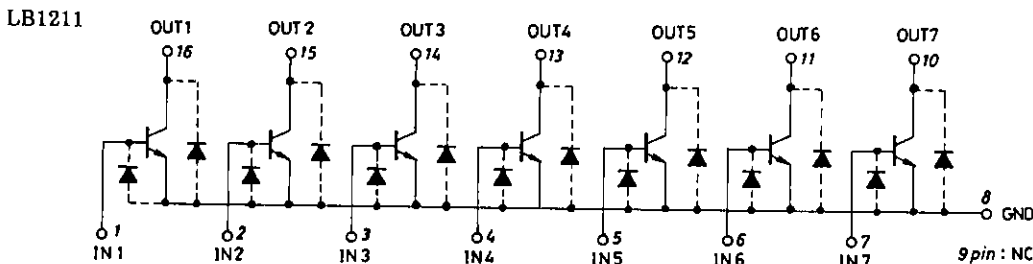 LB1211
OUT1 OUT2 OUT3 OUT4 OUT5 OUT6 OUT7
16 15 14 13 12 11 10
8
GND
1 2 3 4 5 6 7
IN1 IN2 IN3 IN4 IN5 IN6 IN7
9pin : NC